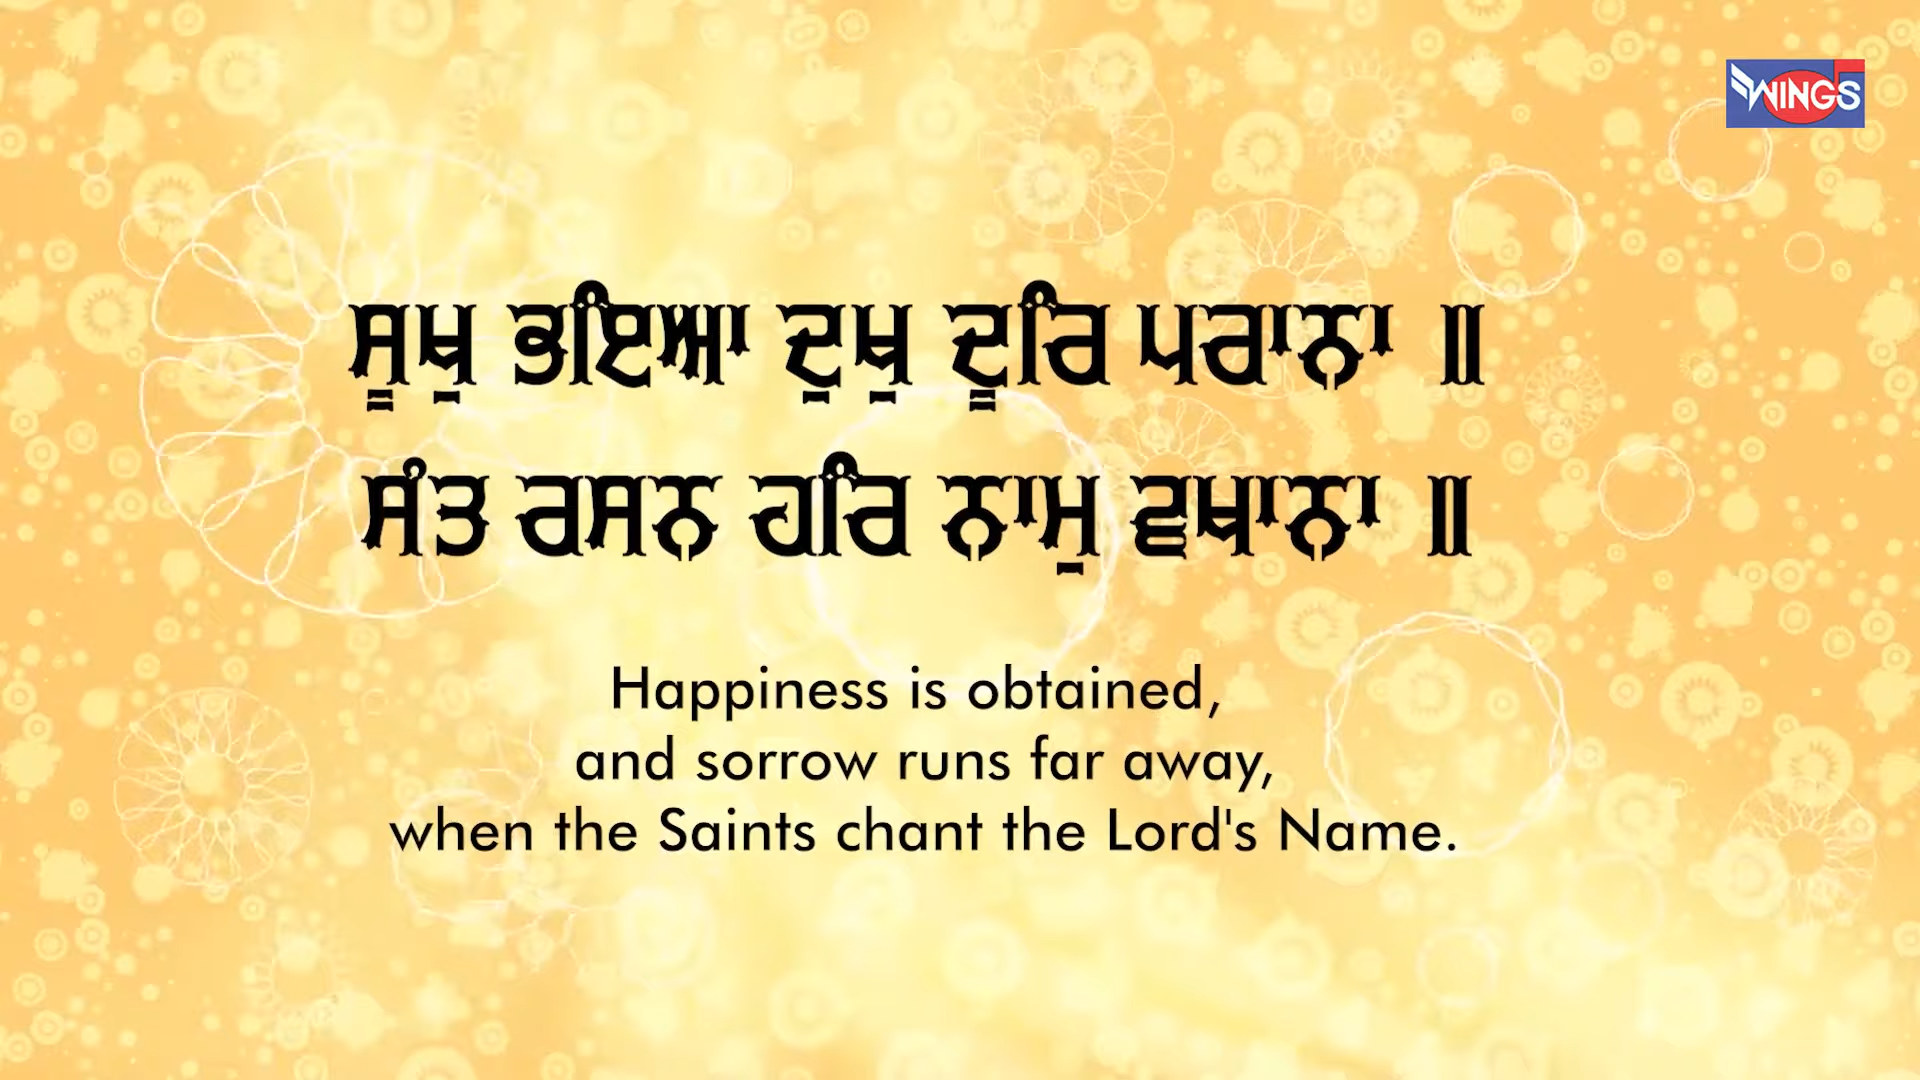 WINGS
ਸੂਖੁ ਭਇਆ ਦੁਖੁ ਦੂਰਿ ਪਰਾਨਾ ॥
ਸੰਤ ਰਸਨ ਹਰਿ ਨਾਮੁ ਵਖਾਨਾ ॥
Happiness is obtained,
and sorrow runs far away,
when the Saints chant the Lord's Name.